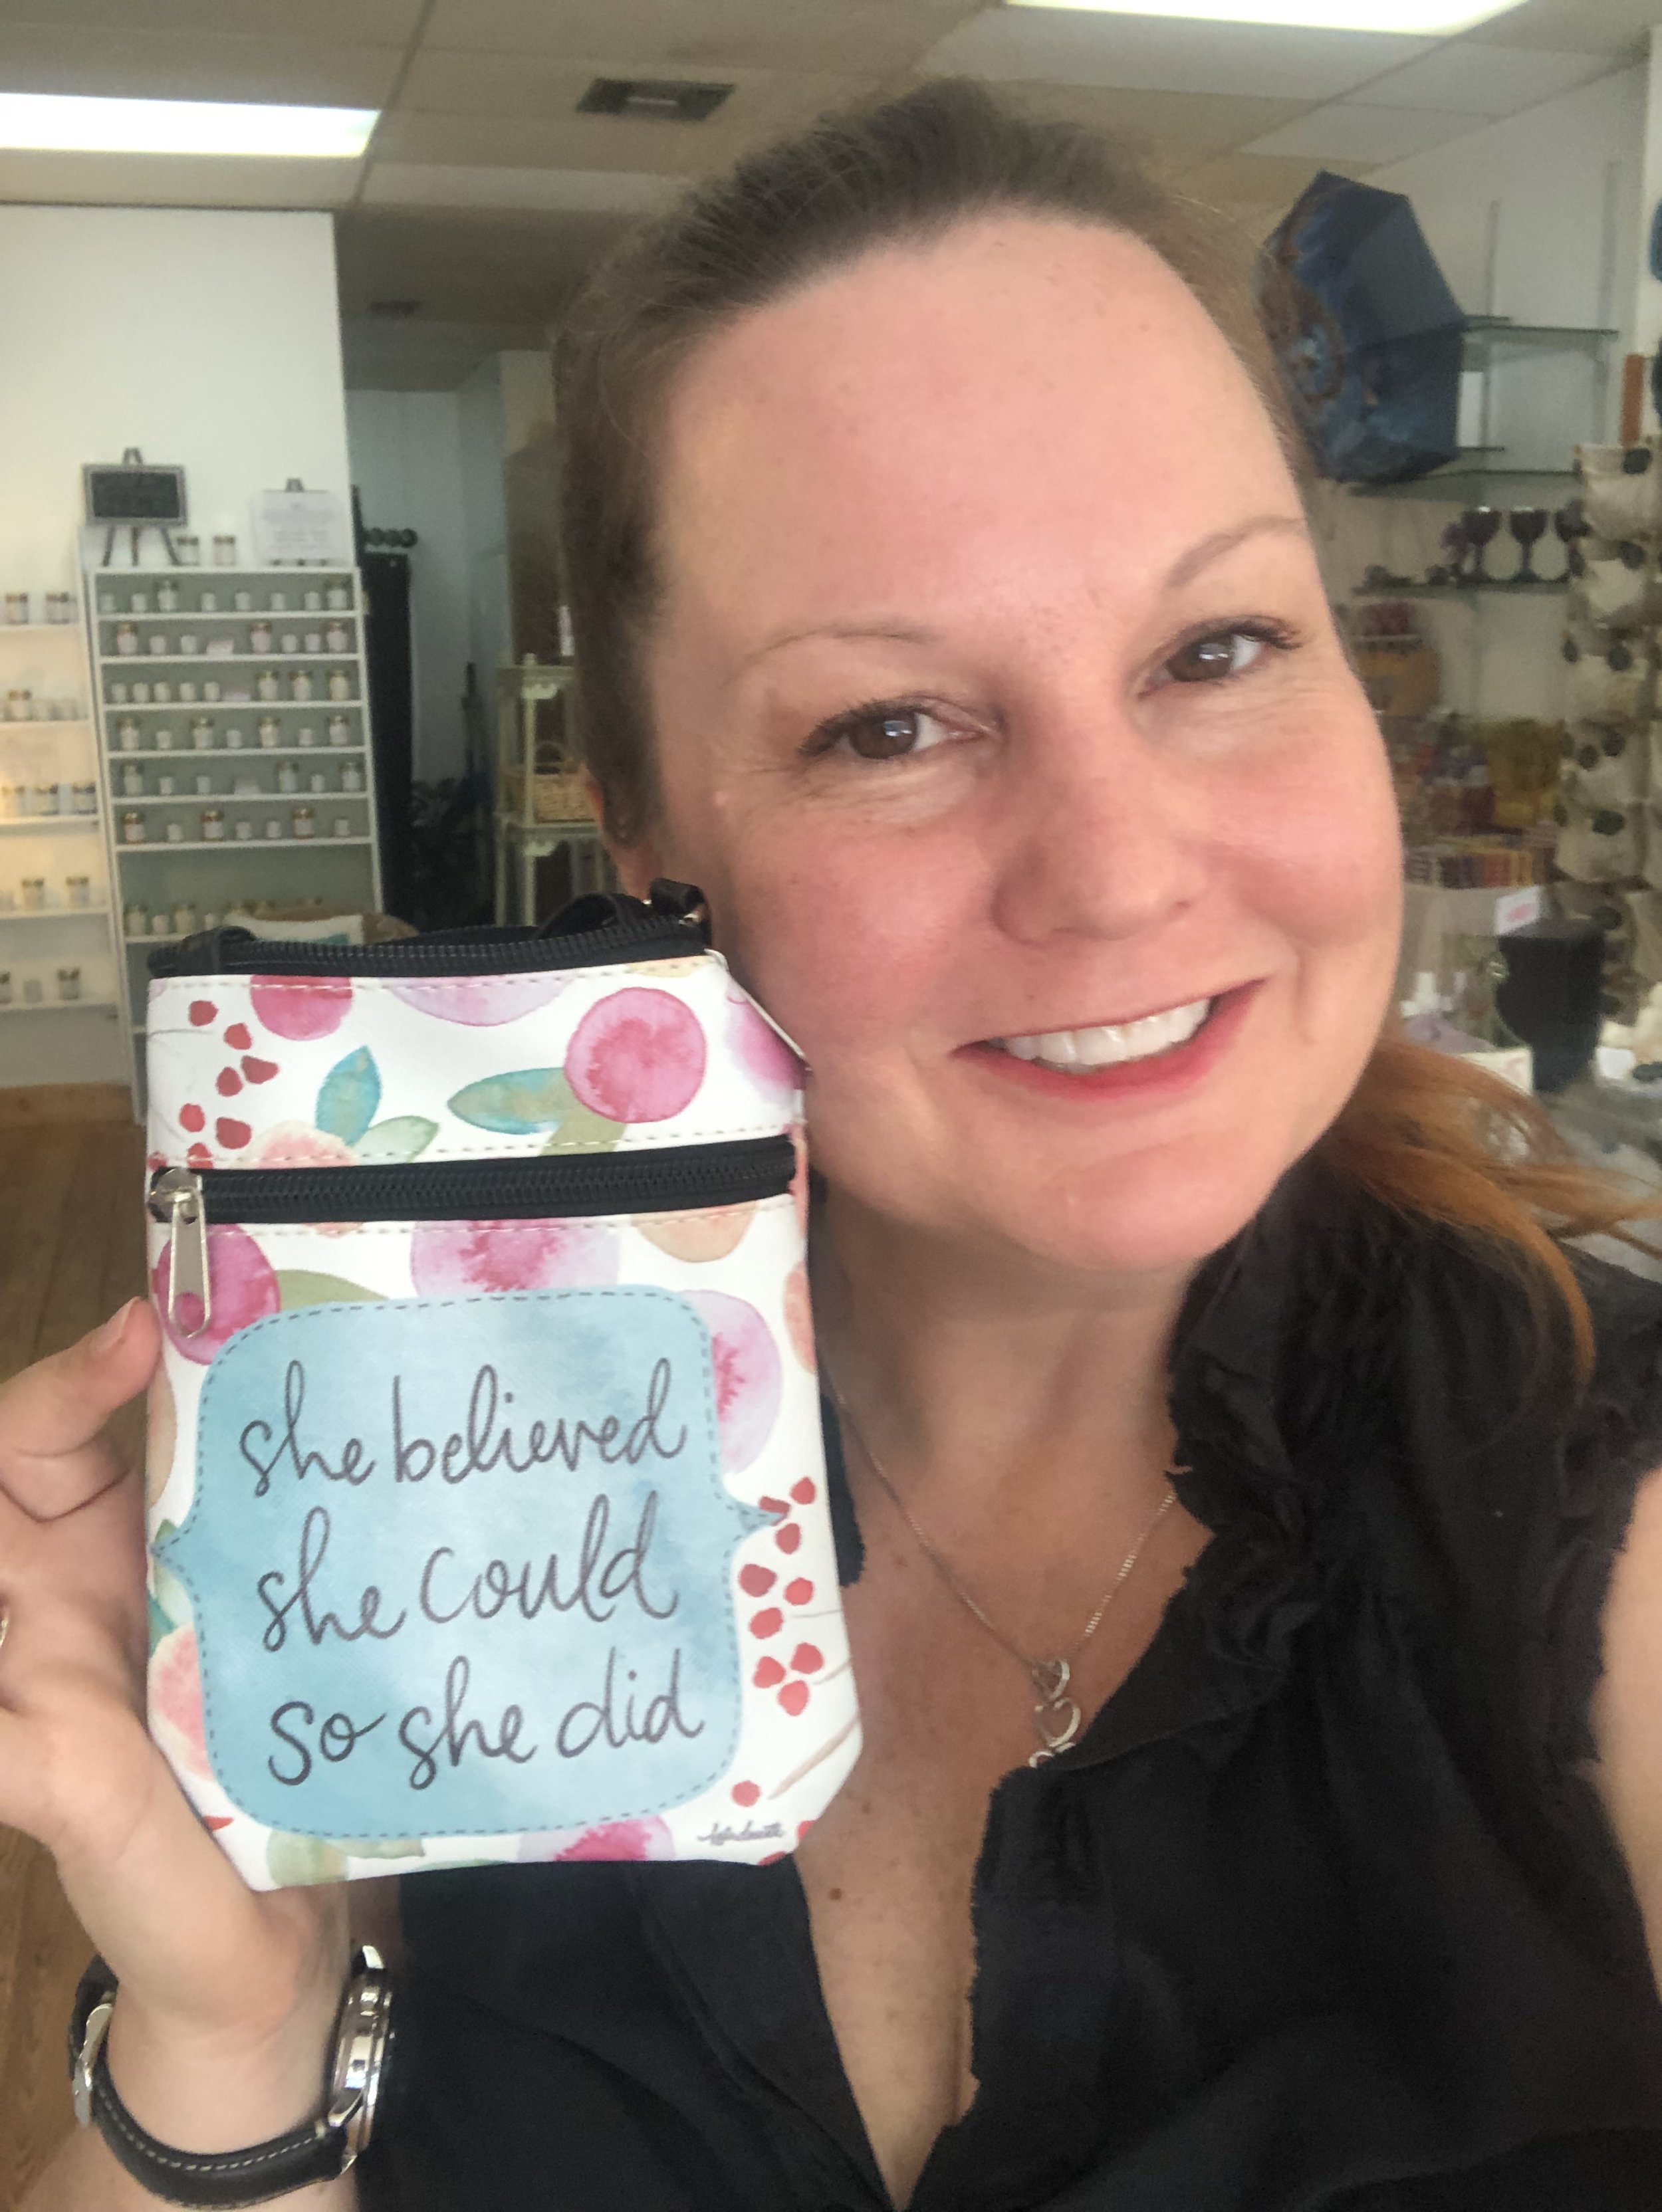 she believed
she could
so she did